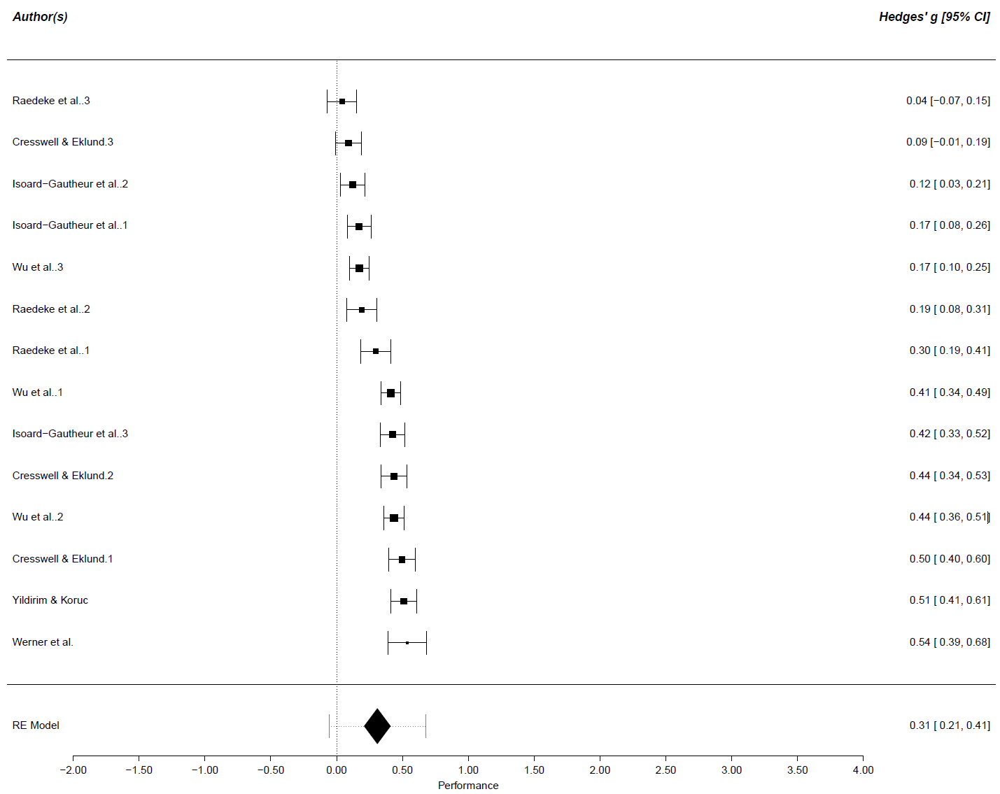 Author(s) Hedges' g [95% CI]
Raedeke et al..3 0.04 [−0.07, 0.15]
Cresswell & Eklund.3 0.09 [−0.01, 0.19]
Isoard−Gautheur et al..2 0.12 [ 0.03, 0.21]
Isoard−Gautheur et al..1 0.17 [ 0.08, 0.26]
Wu et al..3 0.17 [ 0.10, 0.25]
Raedeke et al..2 0.19 [ 0.08, 0.31]
Raedeke et al..1 0.30 [ 0.19, 0.41]
Wu et al..1 0.41 [ 0.34, 0.49]
Isoard−Gautheur et al..3 0.42 [ 0.33, 0.52]
Cresswell & Eklund.2 0.44 [ 0.34, 0.53]
Wu et al..2 0.44 [ 0.36, 0.51]
Cresswell & Eklund.1 0.50 [ 0.40, 0.60]
Yildirim & Koruc 0.51 [ 0.41, 0.61]
Werner et al. 0.54 [ 0.39, 0.68]
RE Model 0.31 [ 0.21, 0.41]
−2.00 −1.50 −1.00 −0.50 0.00 0.50 1.00 1.50 2.00 2.50 3.00 3.50 4.00
Performance